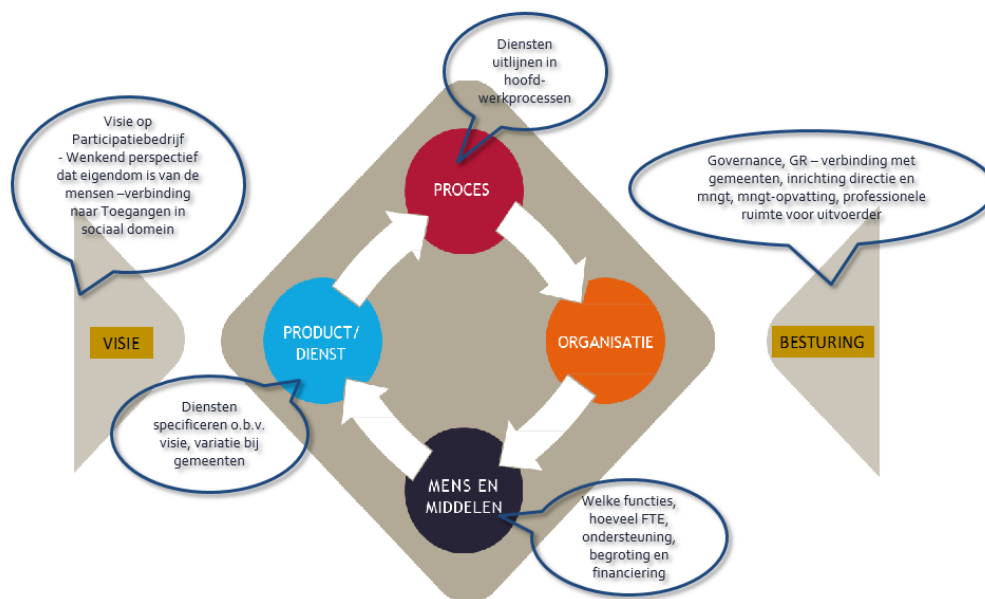 Diensten
uitlijnen in
hoofd-
werkprocessen
Visie op
Participatiebedrijf
- Wenkend perspectief
dat eigendom is van de
mensen –verbinding
naar Toegangen in
sociaal domein
Governance, GR – verbinding met
gemeenten, inrichting directie en
mngt, mngt-opvatting, professionele
ruimte voor uitvoerder
PROCES
VISIE
PRODUCT/
DIENST
ORGANISATIE
BESTURING
Diensten
specificeren o.b.v.
visie, variatie bij
gemeenten
MENS EN
MIDDELEN
Welke functies,
hoeveel FTE,
ondersteuning,
begroting en
financiering